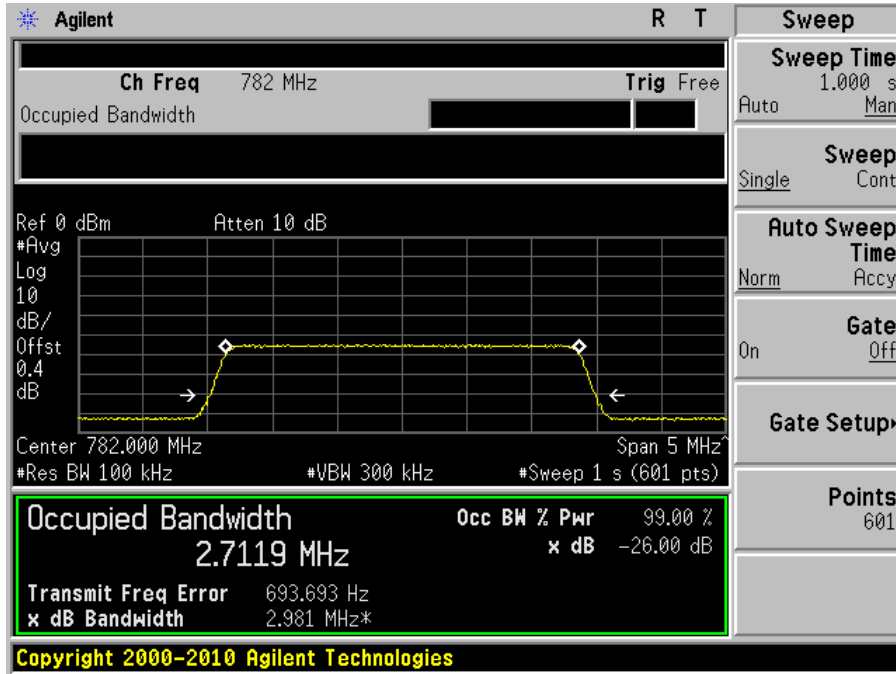 Agilent R T
Ch Freq 782 MHz Trig Free
Occupied Bandwidth
Ref 0 dBm Atten 10 dB
#Avg
Log
10
dB/
Offst
0.4
dB
Center 782.000 MHz Span 5 MHz^
#Res BW 100 kHz #VBW 300 kHz #Sweep 1 s (601 pts)
Occupied Bandwidth
2.7119 MHz
Occ BW % Pwr 99.00 %
x dB -26.00 dB
Transmit Freq Error 693.693 Hz
x dB Bandwidth 2.981 MHz*
Copyright 2000-2010 Agilent Technologies
Sweep
Sweep Time
1.000 s
Auto Man
Sweep
Single Cont
Auto Sweep
Time
Norm Accy
Gate
On Off
Gate Setup
Points
601